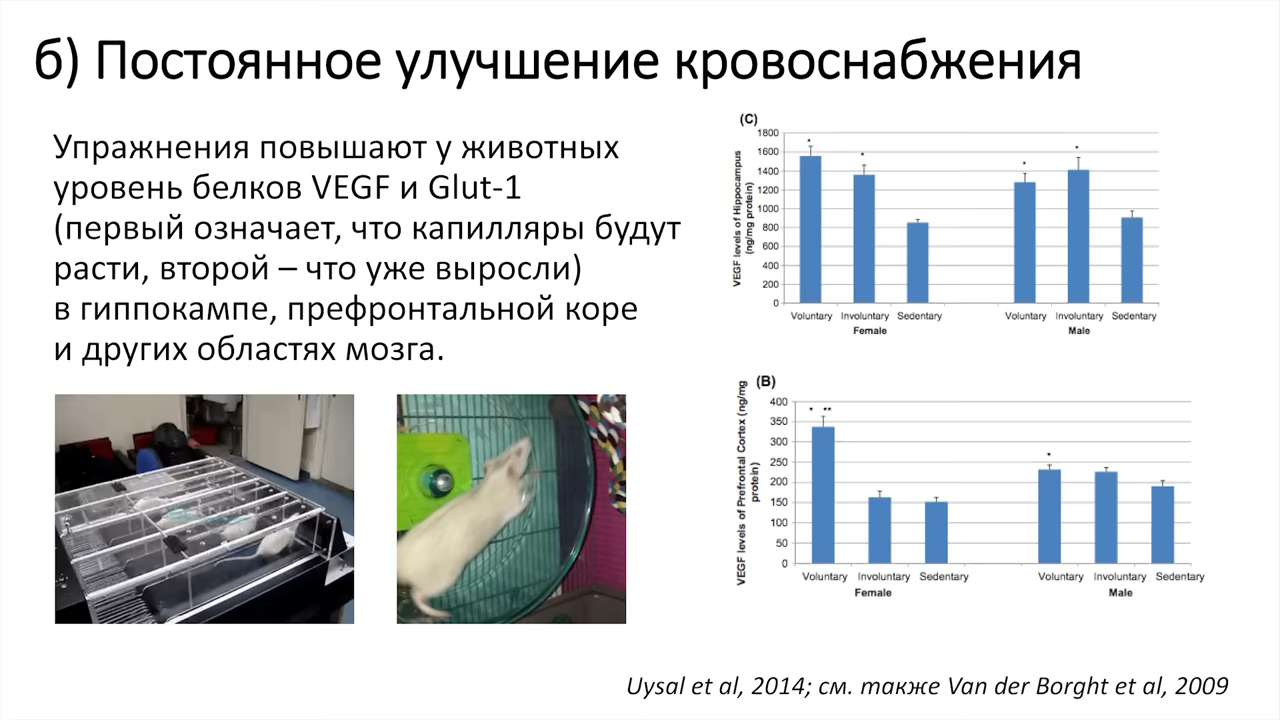 б) Постоянное улучшение кровоснабжения
Упражнения повышают у животных
уровень белков VEGF и Glut-1
(первый означает, что капилляры будут
расти, второй – что уже выросли)
в гиппокампе, префронтальной коре
и других областях мозга.
(C)
VEGF levels of Hippocampus
(ng/mg protein)
1800
1600
1400
1200
1000
800
600
400
200
0
* * * *
Voluntary Involuntary Sedentary Voluntary Involuntary Sedentary
Female Male
(B)
VEGF levels of Prefrontal Cortex (ng/mg
protein)
400
350
300
250
200
150
100
50
0
* ** *
Voluntary Involuntary Sedentary Voluntary Involuntary Sedentary
Female Male
Uysal et al, 2014; см. также Van der Borght et al, 2009